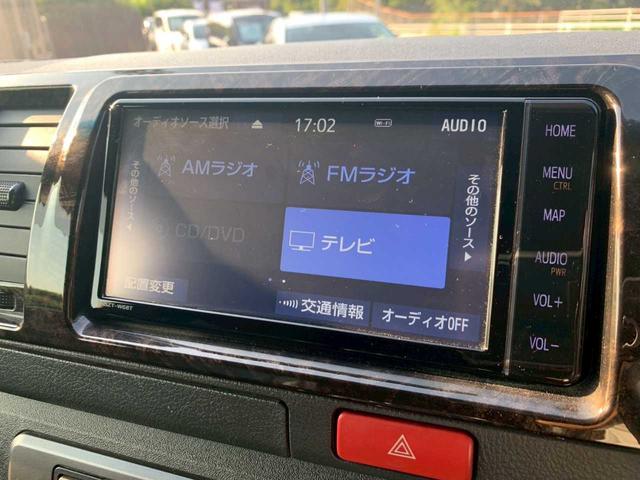 オーディオソース選択 17:02 Wi-Fi AUDIO
AMラジオ FMラジオ
その他のソース
その他のソース
CD/DVD テレビ
配置変更 交通情報 オーディオOFF
NSZT-W68T
HOME
MENU
CTRL
MAP
AUDIO
PWR
VOL+
VOL-